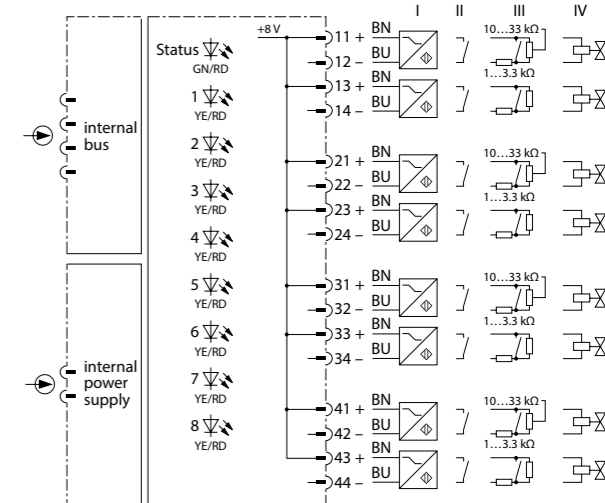 I II III IV
+8 V
Status
GN/RD
1
YE/RD
2
YE/RD
3
YE/RD
4
YE/RD
5
YE/RD
6
YE/RD
7
YE/RD
8
YE/RD
internal
bus
internal
power
supply
11 + BN 10…33 kΩ
12 – BU
13 + BN 1…3.3 kΩ
14 – BU
21 + BN 10…33 kΩ
22 – BU
23 + BN 1…3.3 kΩ
24 – BU
31 + BN 10…33 kΩ
32 – BU
33 + BN 1…3.3 kΩ
34 – BU
41 + BN 10…33 kΩ
42 – BU
43 + BN 1…3.3 kΩ
44 – BU